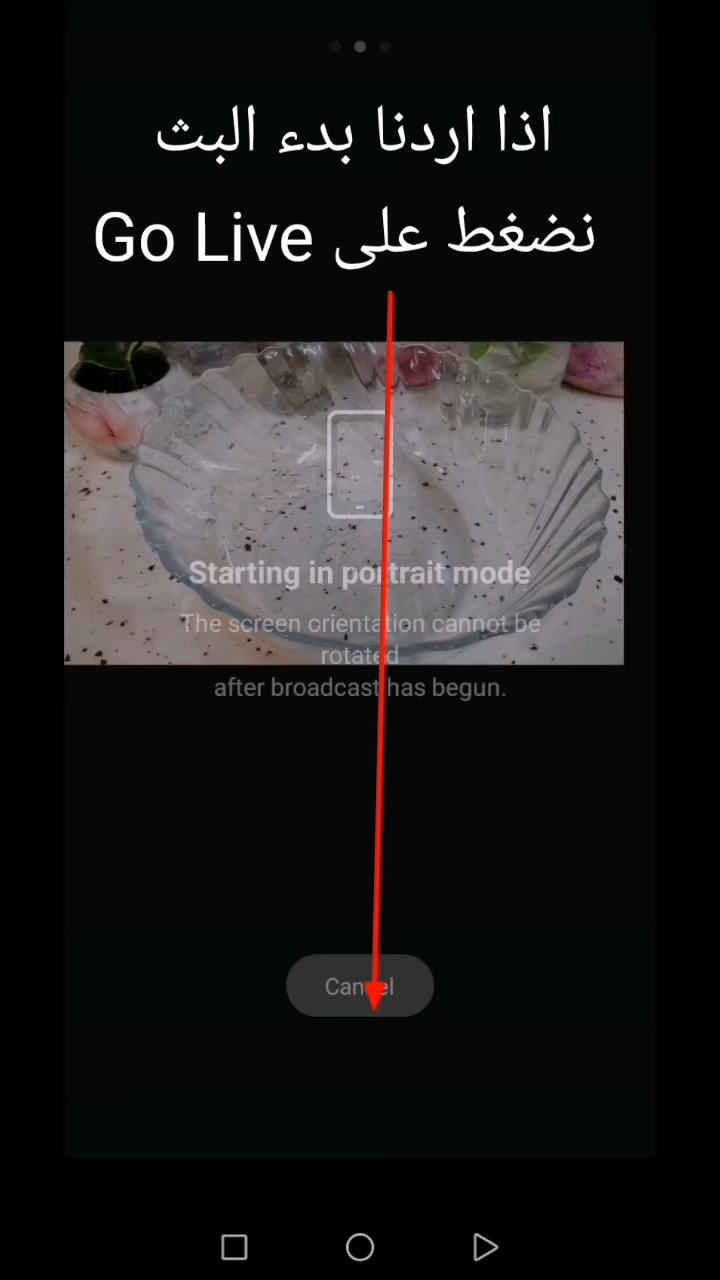 اذا اردنا بدء البث
نضغط على Go Live
Starting in portrait mode
The screen orientation cannot be
rotated
after broadcast has begun.
Cancel